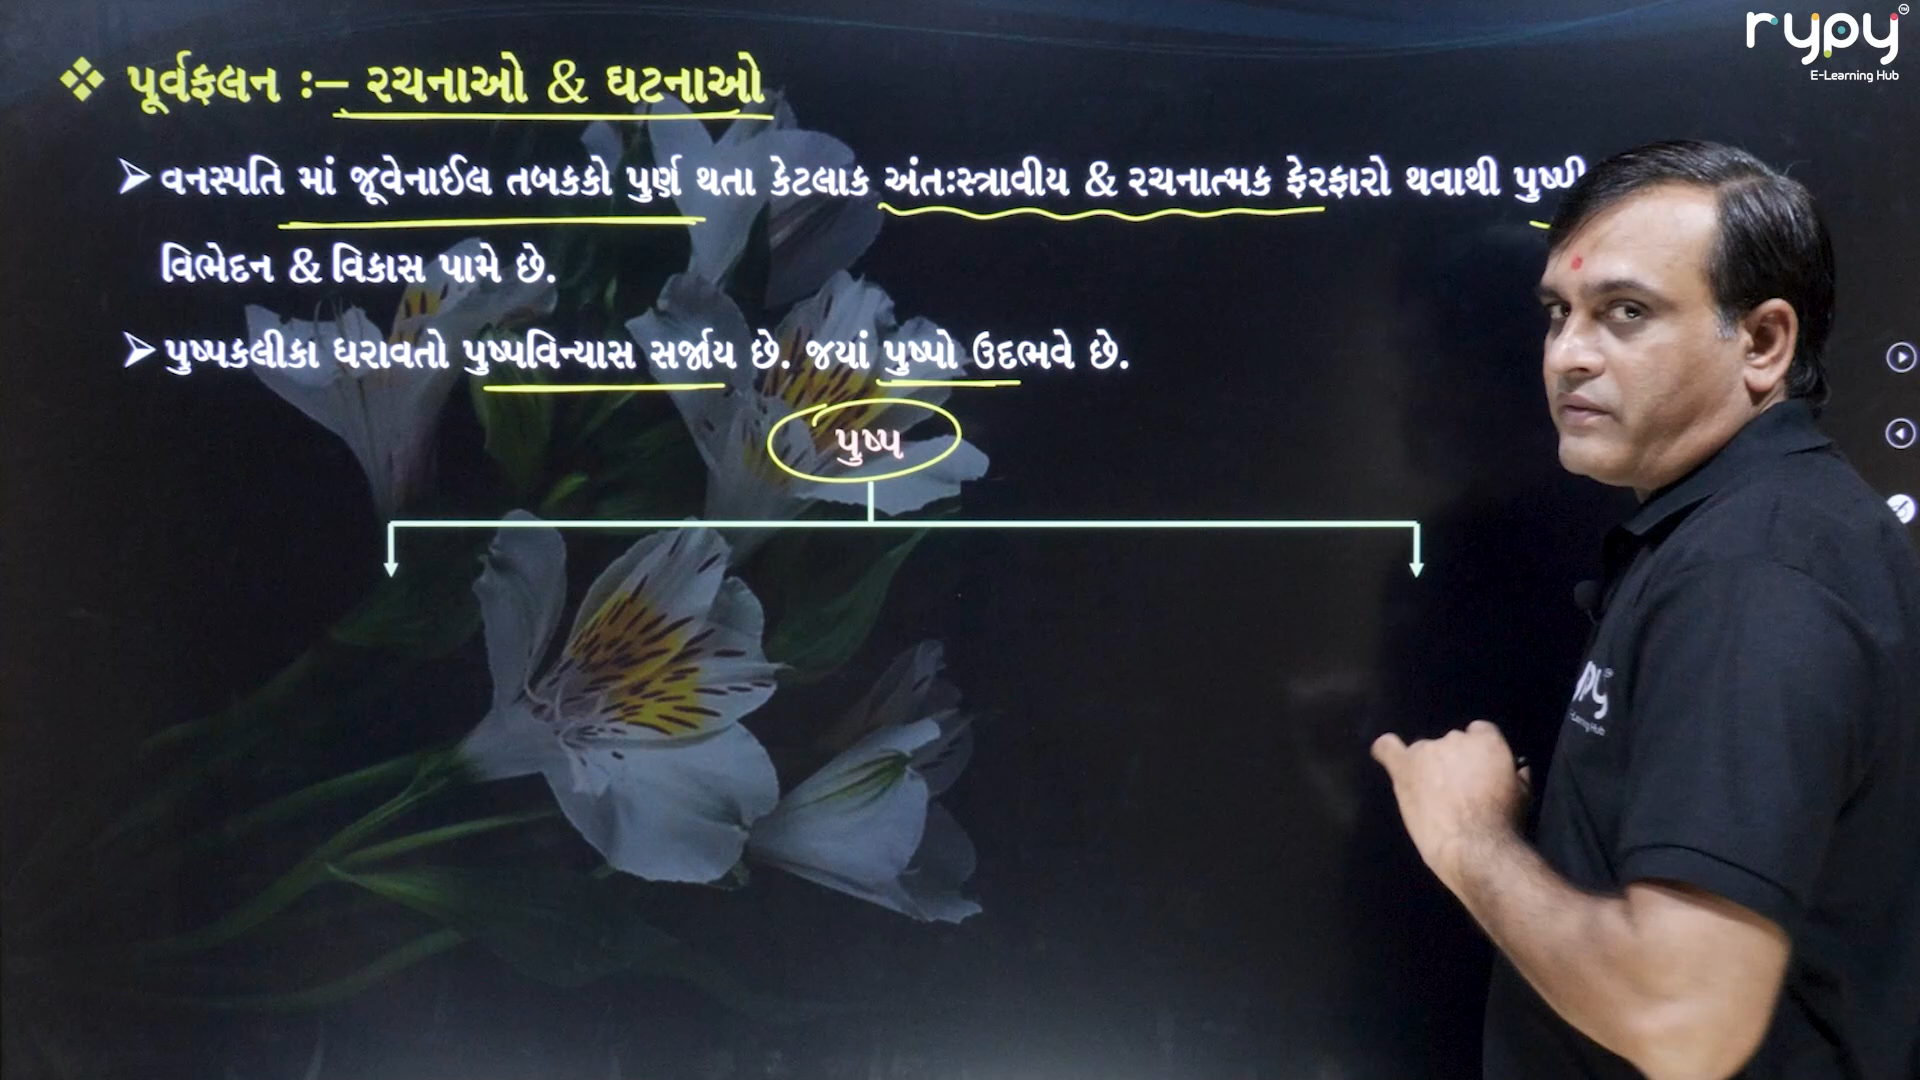 rypy
E-Learning Hub
પૂર્વફલન :– રચનાઓ & ઘટનાઓ
વનસ્પતિ માં જૂવેનાઈલ તબકકો પુર્ણ થતા કેટલાક અંતઃસ્ત્રાવીય & રચનાત્મક ફેરફારો થવાથી
વિભેદન & વિકાસ પામે છે.
પુષ્પકલીકા ધરાવતો પુષ્પવિન્યાસ સર્જાય છે. જયાં પુષ્પો ઉદભવે છે.
પુષ્પ